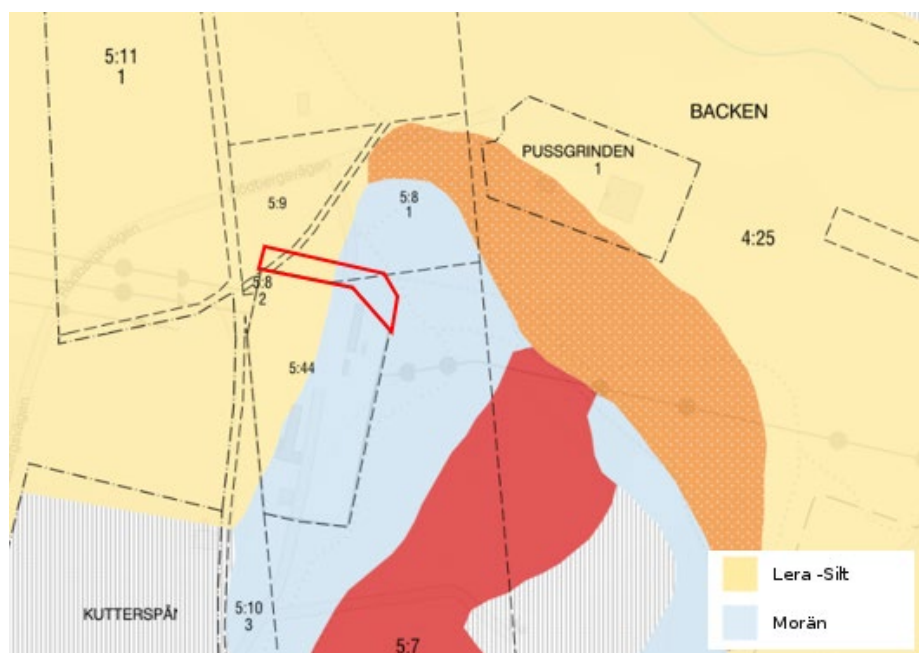 5:11
1
BACKEN
PUSSGRINDEN
1
5:9
5:8
1
4:25
5:8
2
5:44
KUTTERSPÅ
5:10
3
5:7
Lera -Silt
Morän